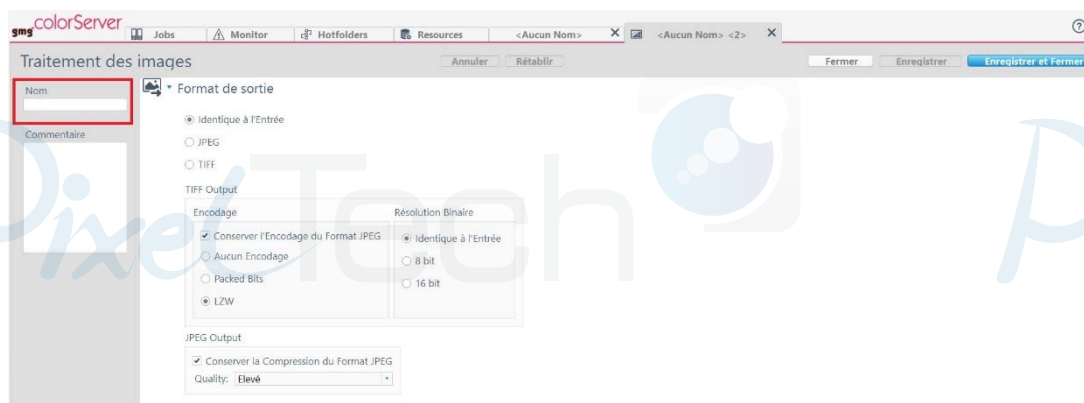 gmg colorServer
Jobs Monitor Hotfolders Resources <Aucun Nom> X <Aucun Nom> <2> X ?
Traitement des images Annuler Rétablir Fermer Enregistrer Enregistrer et Fermer
Nom
Commentaire
Format de sortie
Identique à l'Entrée
JPEG
TIFF
TIFF Output
Encodage Résolution Binaire
Conserver l'Encodage du Format JPEG Identique à l'Entrée
Aucun Encodage 8 bit
Packed Bits 16 bit
LZW
JPEG Output
Conserver la Compression du Format JPEG
Quality: Elevé
Pixel Tech
P